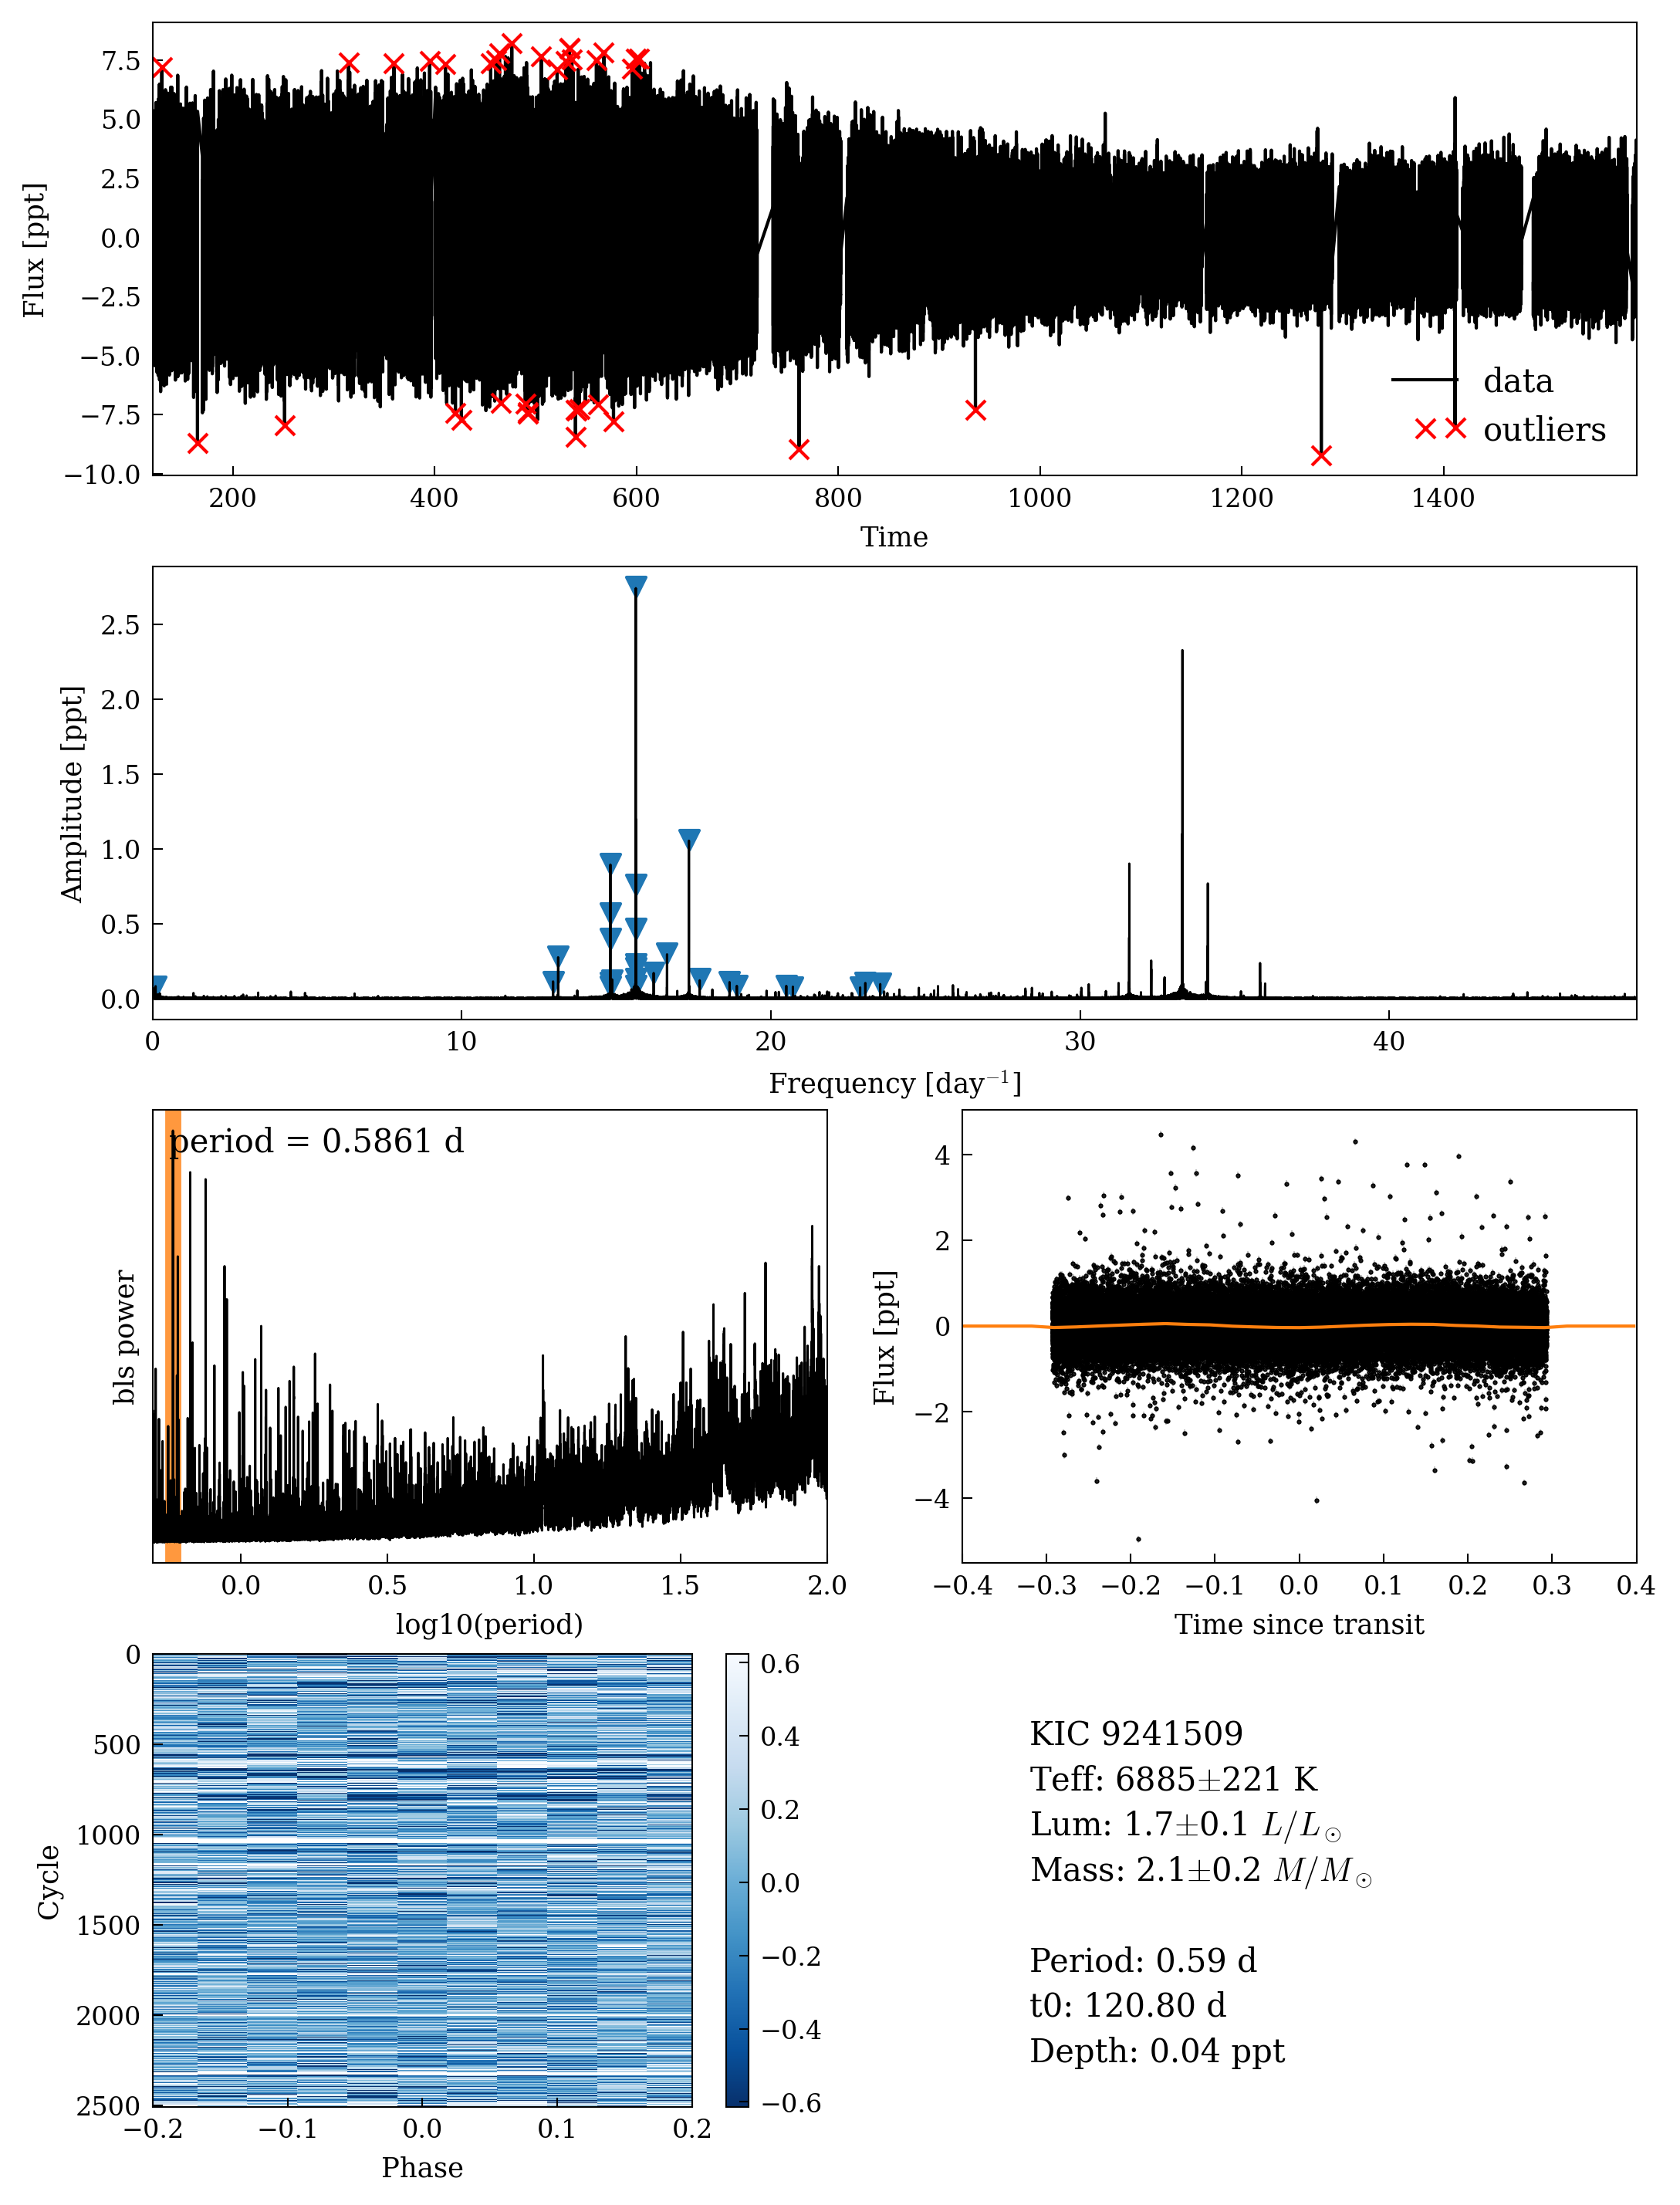 7.5
5.0
2.5
0.0
−2.5
−5.0
−7.5
−10.0
Flux [ppt]
data
outliers
200 400 600 800 1000 1200 1400
Time
2.5
2.0
1.5
1.0
0.5
0.0
Amplitude [ppt]
0 10 20 30 40
Frequency [day⁻¹]
period = 0.5861 d
bls power
0.0 0.5 1.0 1.5 2.0
log10(period)
4
2
0
−2
−4
Flux [ppt]
−0.4 −0.3 −0.2 −0.1 0.0 0.1 0.2 0.3 0.4
Time since transit
0
500
1000
1500
2000
2500
Cycle
−0.2 −0.1 0.0 0.1 0.2
Phase
0.6
0.4
0.2
0.0
−0.2
−0.4
−0.6
KIC 9241509
Teff: 6885±221 K
Lum: 1.7±0.1 L/L⊙
Mass: 2.1±0.2 M/M⊙
Period: 0.59 d
t0: 120.80 d
Depth: 0.04 ppt